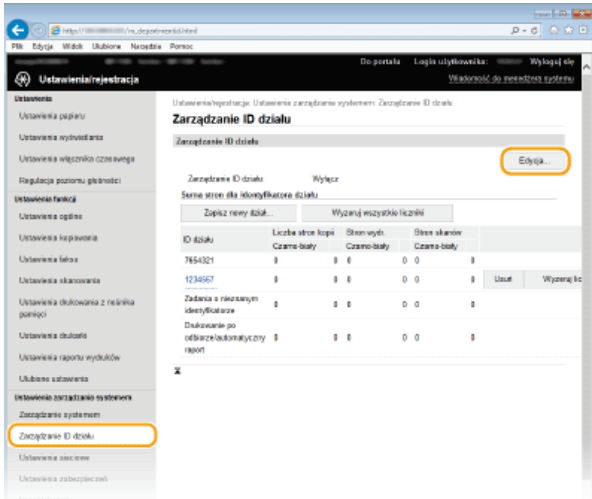 Plik Edycja Widok Ulubione Narzędzia Pomoc
Do portalu Login użytkownika: Wyloguj się
Ustawienia/rejestracja
Wiadomość do menedżera systemu
Ustawienia
Ustawienia papieru
Ustawienia wyświetlania
Ustawienia włącznika czasowego
Regulacja poziomu głośności
Ustawienia funkcji
Ustawienia ogólne
Ustawienia kopiowania
Ustawienia faksu
Ustawienia skanowania
Ustawienia drukowania z nośnika
pamięci
Ustawienia drukarki
Ustawienia raportu wydruków
Ulubione ustawienia
Ustawienia zarządzania systemem
Zarządzanie systemem
Zarządzanie ID działu
Ustawienia sieciowe
Ustawienia zabezpieczeń
Ustawienia/rejestracja: Ustawienia zarządzania systemem: Zarządzanie ID działu
Zarządzanie ID działu
Zarządzanie ID działu
Edycja...
Zarządzanie ID działu Wyłącz
Suma stron dla identyfikatora działu
Zapisz nowy dział... Wyzeruj wszystkie liczniki
ID działu Liczba stron kopii Stron wydr. Stron skanów
Czarno-biały Czarno-biały Czarno-biały
7654321 0 0 0 0 0 0
1234567 0 0 0 0 0 0 Usuń Wyzeruj lic
Zadania o nieznanym
identyfikatorze 0 0 0 0 0 0
Drukowanie po
odbiorze/automatyczny 0 0 0 0
raport